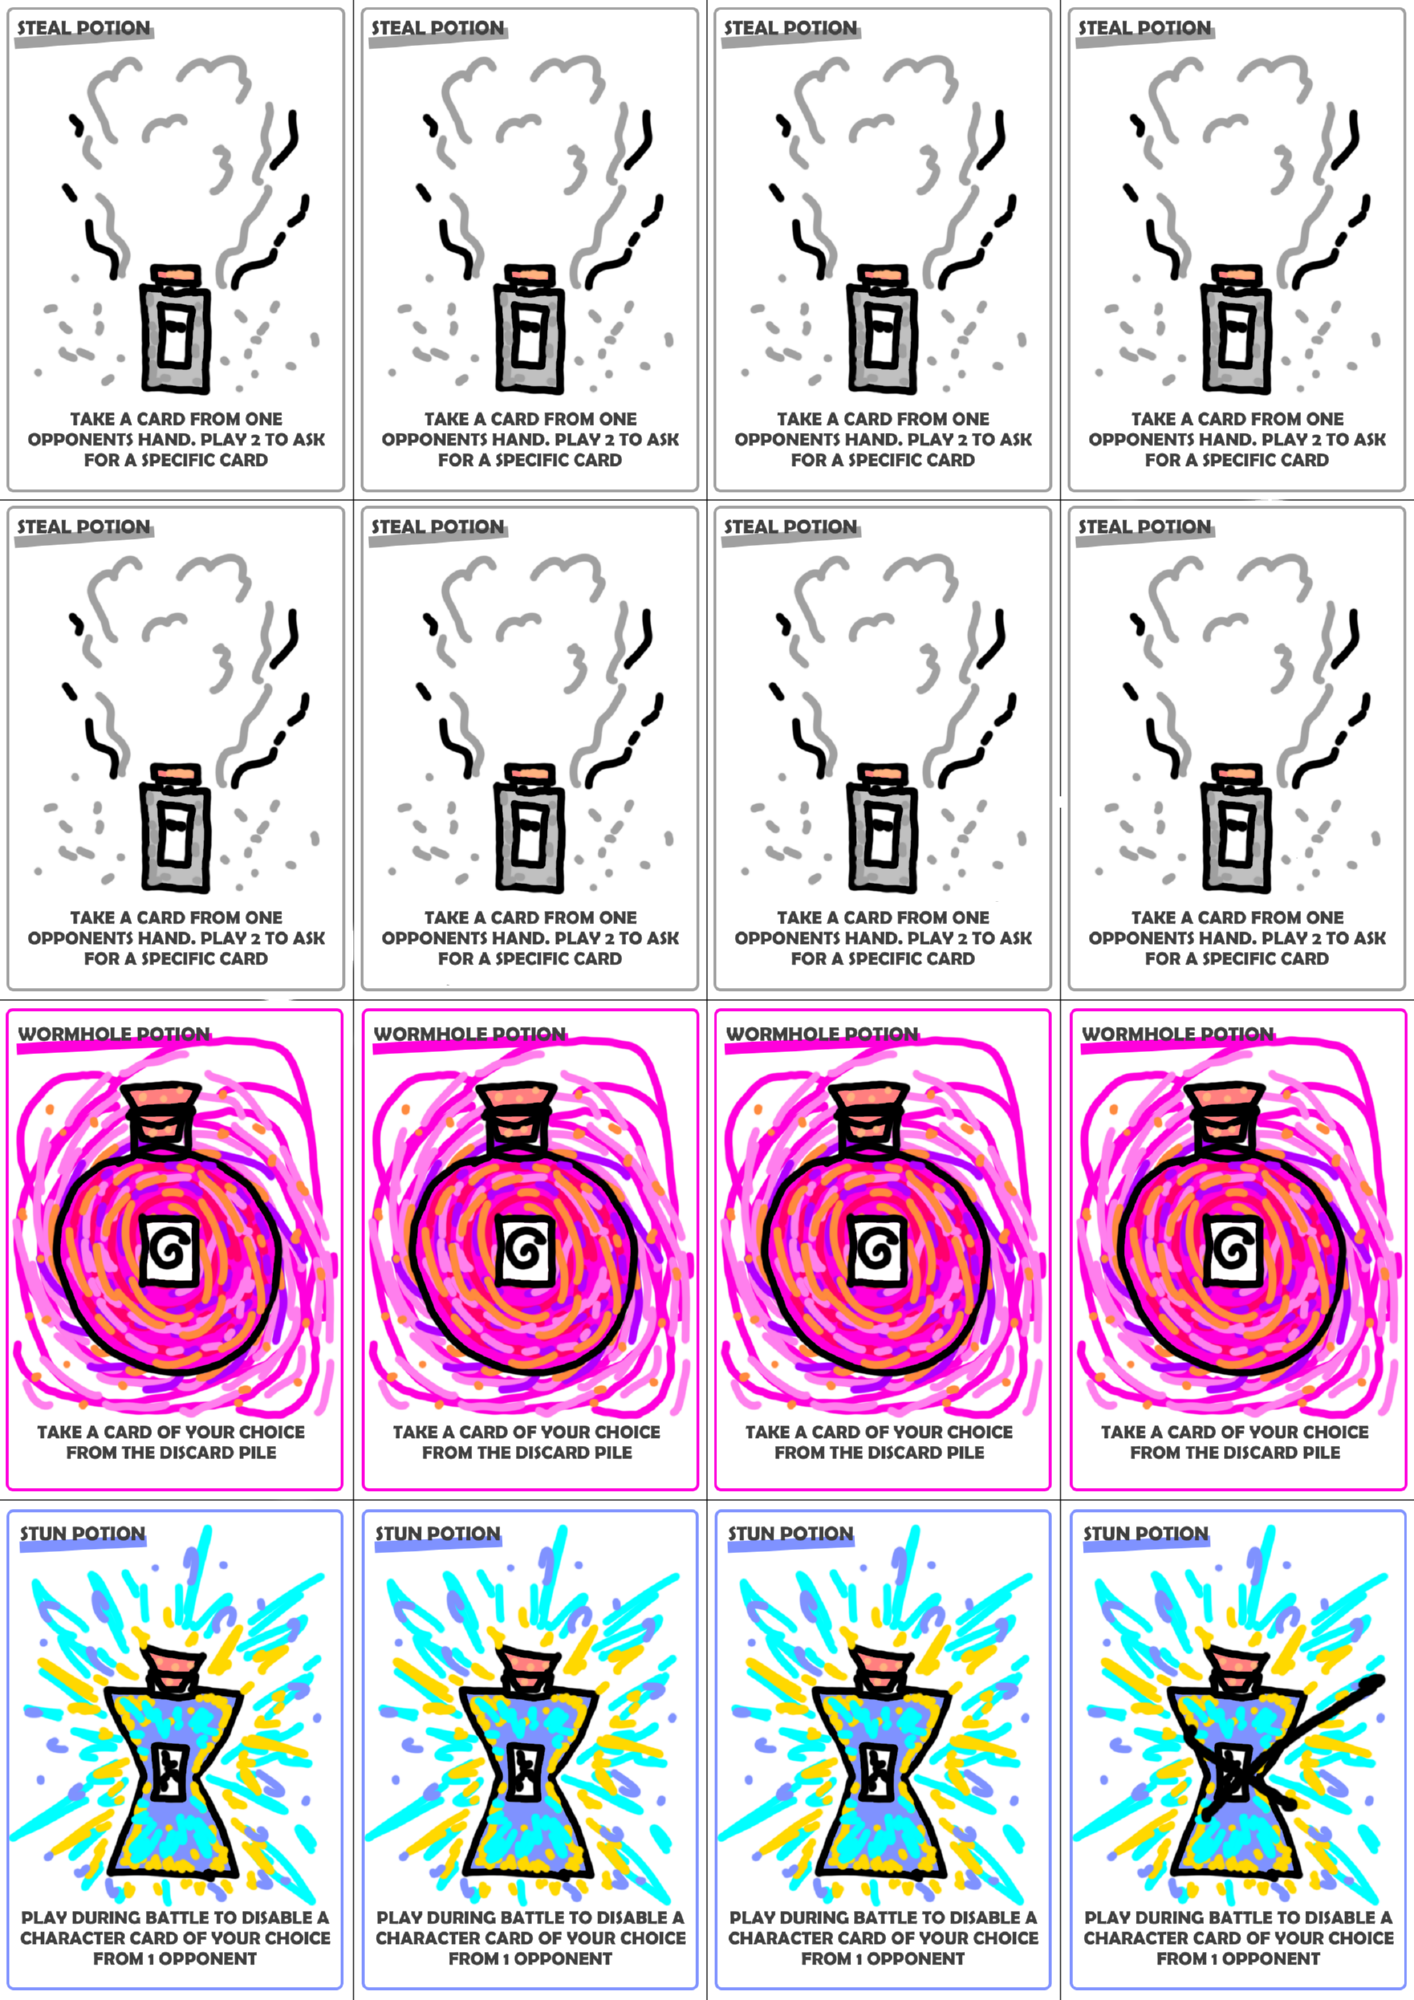 STEAL POTION
STEAL POTION
STEAL POTION
STEAL POTION
TAKE A CARD FROM ONE
OPPONENTS HAND. PLAY 2 TO ASK
FOR A SPECIFIC CARD
TAKE A CARD FROM ONE
OPPONENTS HAND. PLAY 2 TO ASK
FOR A SPECIFIC CARD
TAKE A CARD FROM ONE
OPPONENTS HAND. PLAY 2 TO ASK
FOR A SPECIFIC CARD
TAKE A CARD FROM ONE
OPPONENTS HAND. PLAY 2 TO ASK
FOR A SPECIFIC CARD
STEAL POTION
STEAL POTION
STEAL POTION
STEAL POTION
TAKE A CARD FROM ONE
OPPONENTS HAND. PLAY 2 TO ASK
FOR A SPECIFIC CARD
TAKE A CARD FROM ONE
OPPONENTS HAND. PLAY 2 TO ASK
FOR A SPECIFIC CARD
TAKE A CARD FROM ONE
OPPONENTS HAND. PLAY 2 TO ASK
FOR A SPECIFIC CARD
TAKE A CARD FROM ONE
OPPONENTS HAND. PLAY 2 TO ASK
FOR A SPECIFIC CARD
WORMHOLE POTION
WORMHOLE POTION
WORMHOLE POTION
WORMHOLE POTION
TAKE A CARD OF YOUR CHOICE
FROM THE DISCARD PILE
TAKE A CARD OF YOUR CHOICE
FROM THE DISCARD PILE
TAKE A CARD OF YOUR CHOICE
FROM THE DISCARD PILE
TAKE A CARD OF YOUR CHOICE
FROM THE DISCARD PILE
STUN POTION
STUN POTION
STUN POTION
STUN POTION
PLAY DURING BATTLE TO DISABLE A
CHARACTER CARD OF YOUR CHOICE
FROM 1 OPPONENT
PLAY DURING BATTLE TO DISABLE A
CHARACTER CARD OF YOUR CHOICE
FROM 1 OPPONENT
PLAY DURING BATTLE TO DISABLE A
CHARACTER CARD OF YOUR CHOICE
FROM 1 OPPONENT
PLAY DURING BATTLE TO DISABLE A
CHARACTER CARD OF YOUR CHOICE
FROM 1 OPPONENT